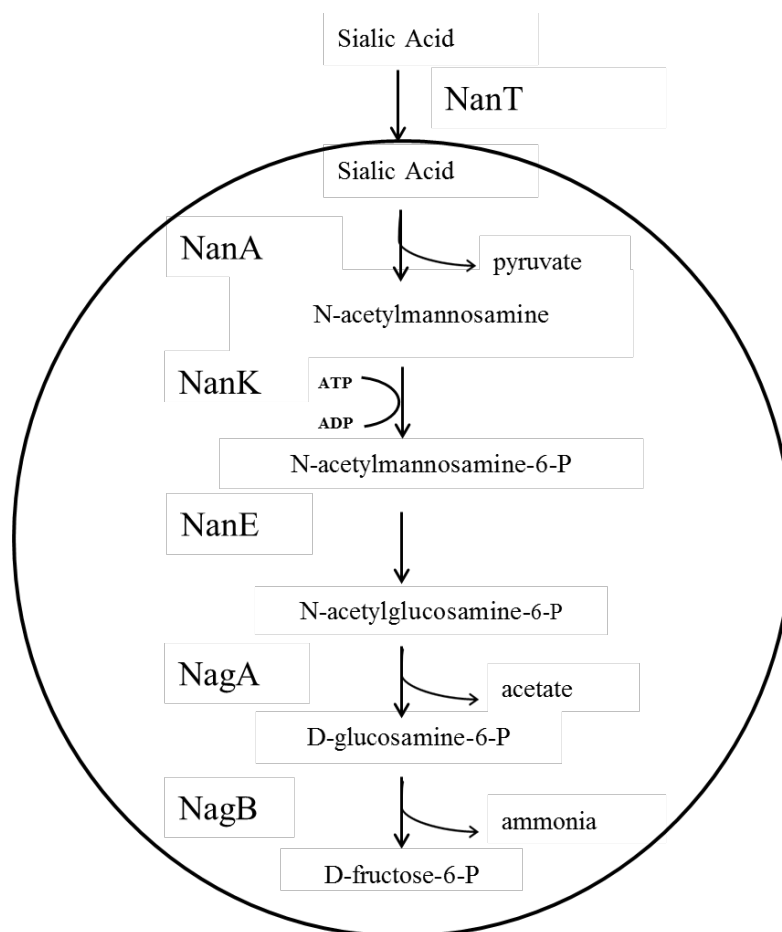 Sialic Acid
NanT
Sialic Acid
NanA
pyruvate
N-acetylmannosamine
NanK
ATP
ADP
N-acetylmannosamine-6-P
NanE
N-acetylglucosamine-6-P
NagA
acetate
D-glucosamine-6-P
NagB
ammonia
D-fructose-6-P